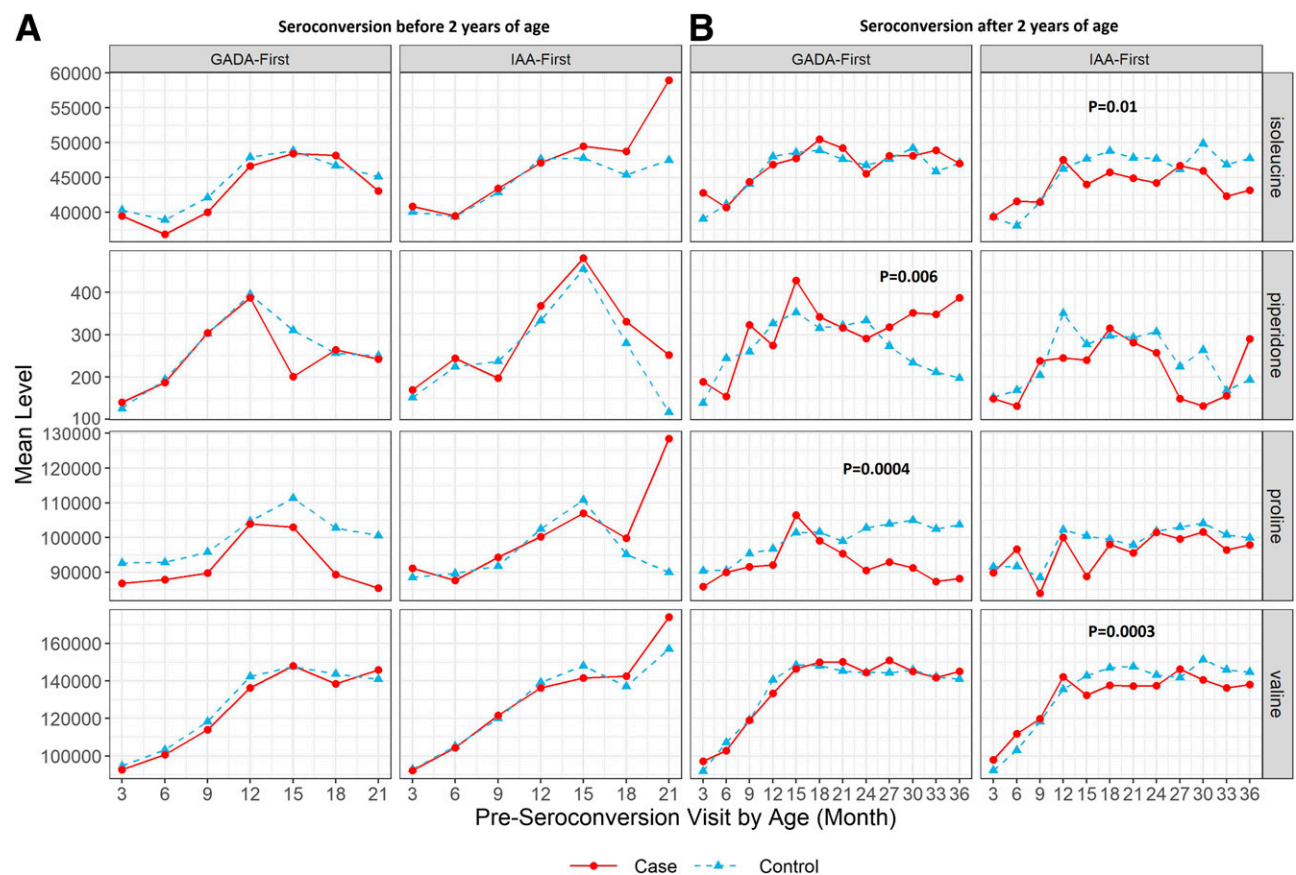 A
Seroconversion before 2 years of age
B
Seroconversion after 2 years of age
GADA-First
IAA-First
GADA-First
IAA-First
60000
55000
50000
45000
40000
P=0.01
isoleucine
400
300
200
100
P=0.006
piperidone
130000
120000
110000
100000
90000
P=0.0004
proline
160000
140000
120000
100000
P=0.0003
valine
Mean Level
3 6 9 12 15 18 21
3 6 9 12 15 18 21
3 6 9 12 15 18 21 24 27 30 33 36
3 6 9 12 15 18 21 24 27 30 33 36
Pre-Seroconversion Visit by Age (Month)
Case Control